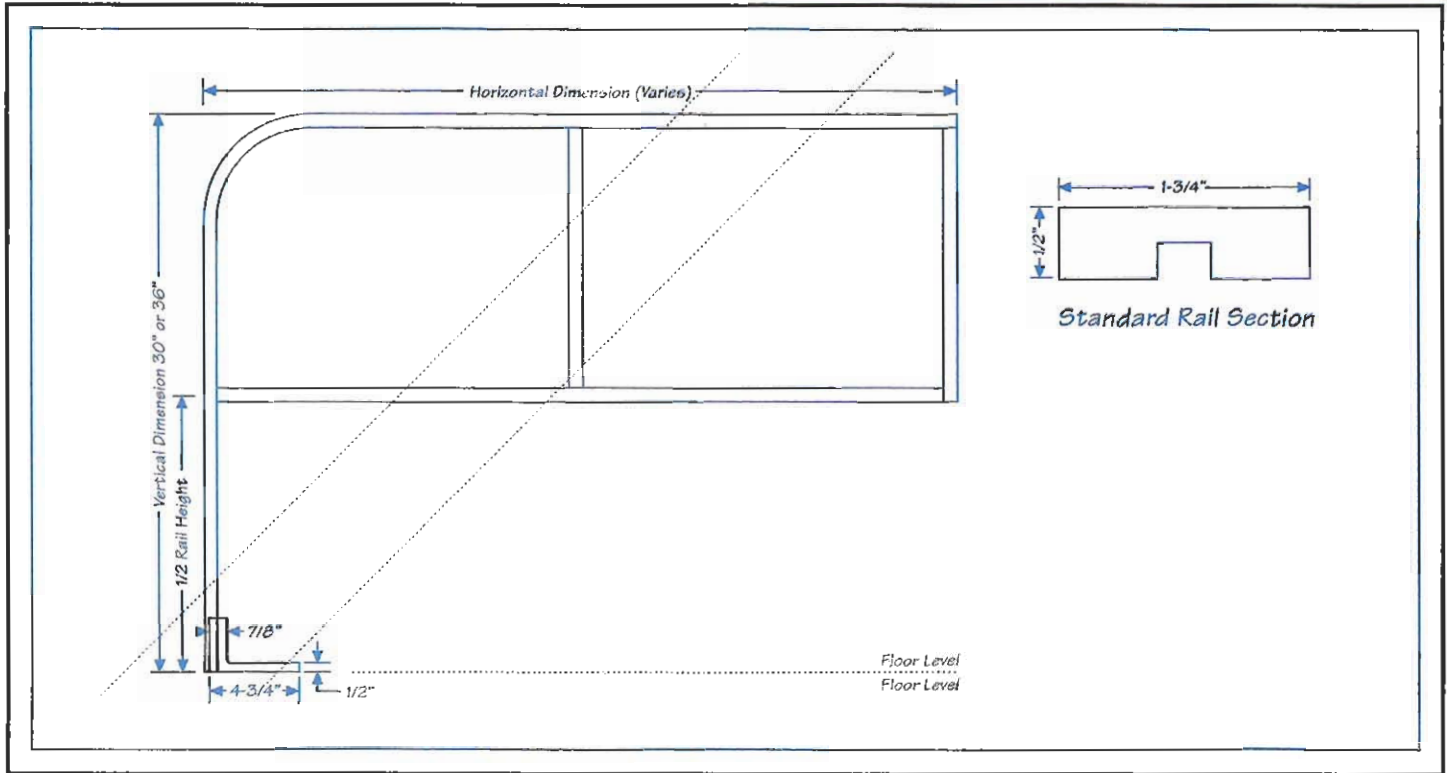 Horizontal Dimension (Varies)
1-3/4"
1/2"
Standard Rail Section
Vertical Dimension 30" or 36"
1/2 Rail Height
7/8"
Floor Level
Floor Level
4-3/4"
1/2"